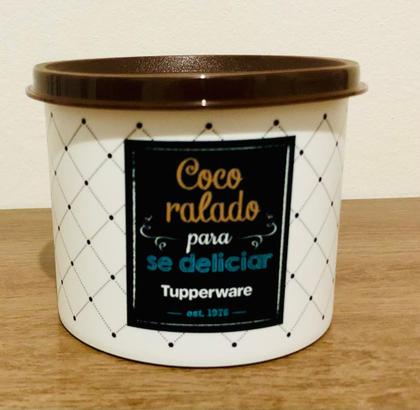 Coco
ralado
para
se deliciar
Tupperware
est. 1976